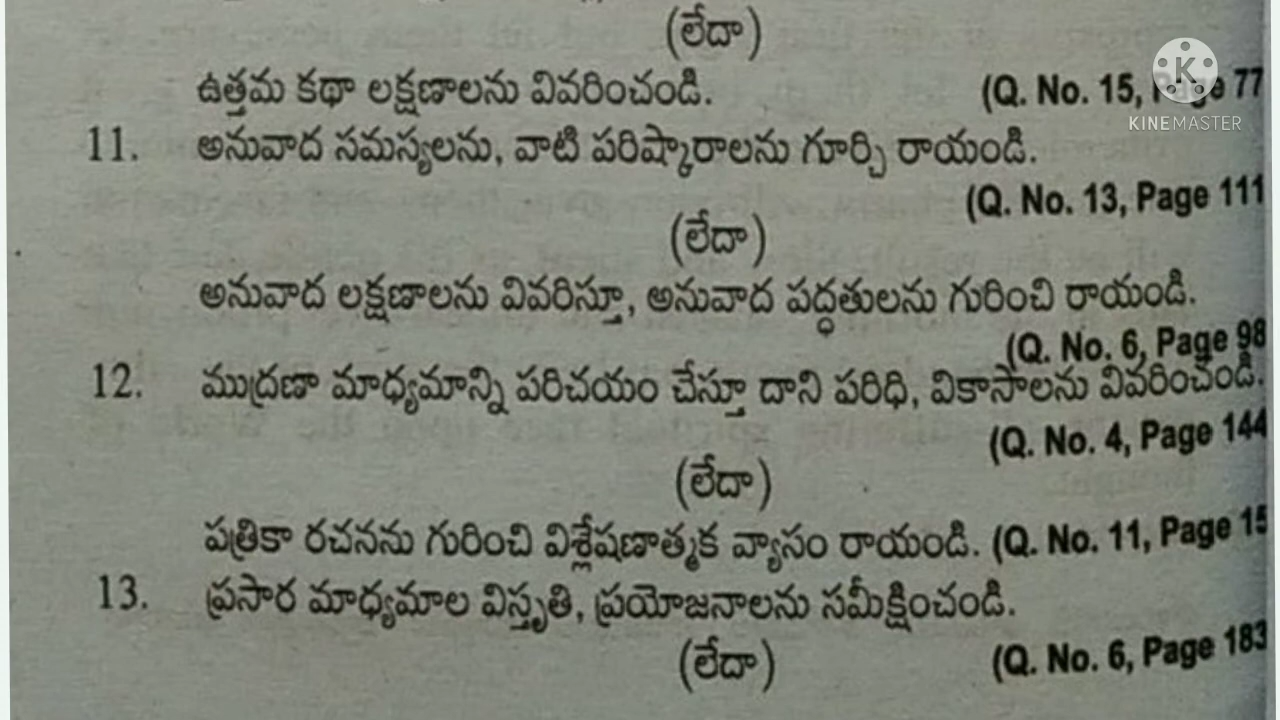 (లేదా)
ఉత్తమ కథా లక్షణాలను వివరించండి. (Q. No. 15, Page 77
KINEMASTER
11. అనువాద సమస్యలను, వాటి పరిష్కారాలను గూర్చి రాయండి.
(Q. No. 13, Page 111
(లేదా)
అనువాద లక్షణాలను వివరిస్తూ, అనువాద పద్ధతులను గురించి రాయండి.
(Q. No. 6, Page 98
12. ముద్రణా మాధ్యమాన్ని పరిచయం చేస్తూ దాని పరిధి, వికాసాలను వివరించండి.
(Q. No. 4, Page 144
(లేదా)
పత్రికా రచనను గురించి విశ్లేషణాత్మక వ్యాసం రాయండి. (Q. No. 11, Page 15
13. ప్రసార మాధ్యమాల విస్తృతి, ప్రయోజనాలను సమీక్షించండి.
(Q. No. 6, Page 183
(లేదా)